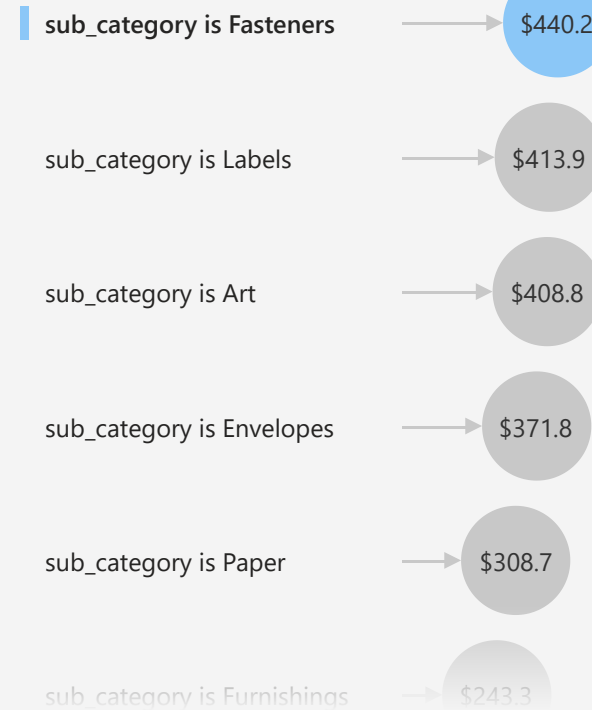 sub_category is Fasteners
$440.2
sub_category is Labels
$413.9
sub_category is Art
$408.8
sub_category is Envelopes
$371.8
sub_category is Paper
$308.7
sub_category is Furnishings
$243.3